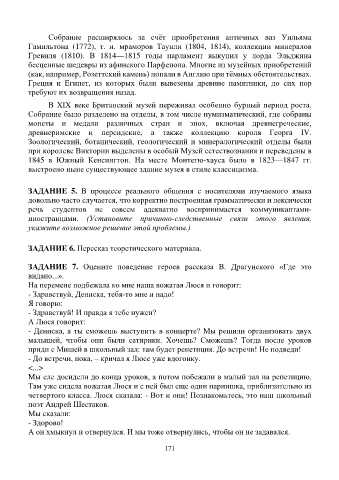 Собрание расширялось за счёт приобретения античных ваз Уильяма
Гамильтона (1772), т. н. мраморов Таунли (1804, 1814), коллекции минералов
Гревиля (1810). В 1814—1815 годы парламент выкупил у лорда Эльджина
бесценные шедевры из афинского Парфенона. Многие из музейных приобретений
(как, например, Розеттский камень) попали в Англию при тёмных обстоятельствах.
Греция и Египет, из которых были вывезены древние памятники, до сих пор
требуют их возвращения назад.
В XIX веке Британский музей переживал особенно бурный период роста.
Собрание было разделено на отделы, в том числе нумизматический, где собраны
монеты и медали различных стран и эпох, включая древнегреческие,
древнеримские и персидские, а также коллекцию короля Георга IV.
Зоологический, ботанический, геологический и минералогический отделы были
при королеве Виктории выделены в особый Музей естествознания и переведены в
1845 в Южный Кенсингтон. На месте Монтегю-хауса было в 1823—1847 гг.
выстроено ныне существующее здание музея в стиле классицизма.
ЗАДАНИЕ 5. В процессе реального общения с носителями изучаемого языка
довольно часто случается, что корректно построенная грамматически и лексически
речь студентов не совсем адекватно воспринимается коммуникантами-
иностранцами. (Установите причинно-следственные связи этого явления,
укажите возможное решение этой проблемы.)
ЗАДАНИЕ 6. Пересказ теоретического материала.
ЗАДАНИЕ 7. Оцените поведение героев рассказа В. Драгунского «Где это
видано...».
На перемене подбежала ко мне наша вожатая Люся и говорит:
- Здравствуй, Дениска, тебя-то мне и надо!
Я говорю:
- Здравствуй! И правда я тебе нужен?
А Люся говорит:
- Дениска, а ты сможешь выступить в концерте? Мы решили организовать двух
малышей, чтобы они были сатирики. Хочешь? Сможешь? Тогда после уроков
приди с Мишей в школьный зал: там будет репетиция. До встречи! Не подведи!
- До встречи, пока, – кричал я Люсе уже вдогонку.
<...>
Мы еле досидели до конца уроков, а потом побежали в малый зал на репетицию.
Там уже сидела вожатая Люся и с ней был еще один парнишка, приблизительно из
четвертого класса. Люся сказала: - Вот и они! Познакомьтесь, это наш школьный
поэт Андрей Шестаков.
Мы сказали:
- Здорово!
А он хмыкнул и отвернулся. И мы тоже отвернулись, чтобы он не задавался.
171